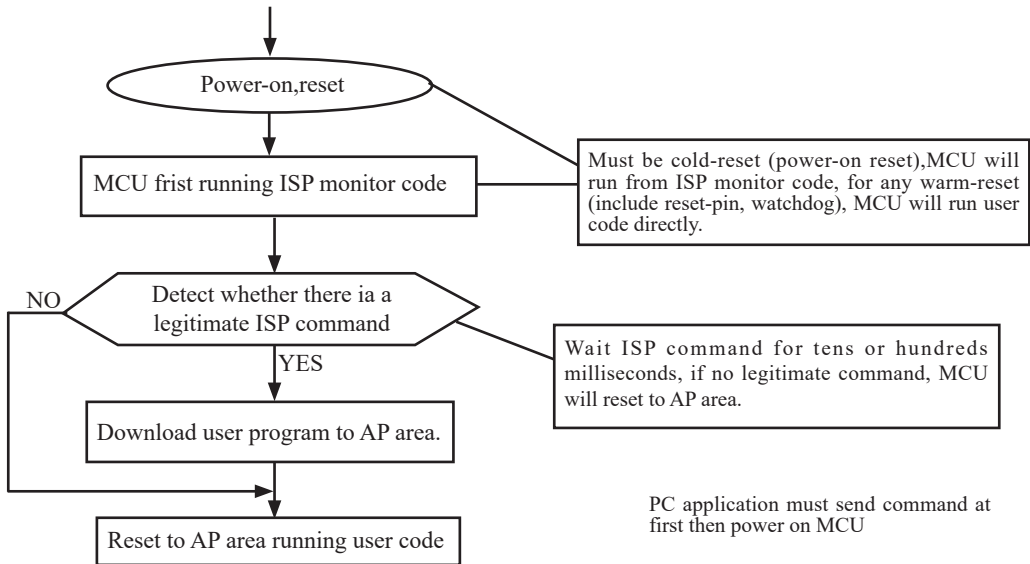 Power-on,reset
MCU frist running ISP monitor code
Must be cold-reset (power-on reset),MCU will
run from ISP monitor code, for any warm-reset
(include reset-pin, watchdog), MCU will run user
code directly.
NO
Detect whether there ia a
legitimate ISP command
YES
Wait ISP command for tens or hundreds
milliseconds, if no legitimate command, MCU
will reset to AP area.
Download user program to AP area.
PC application must send command at
first then power on MCU
Reset to AP area running user code